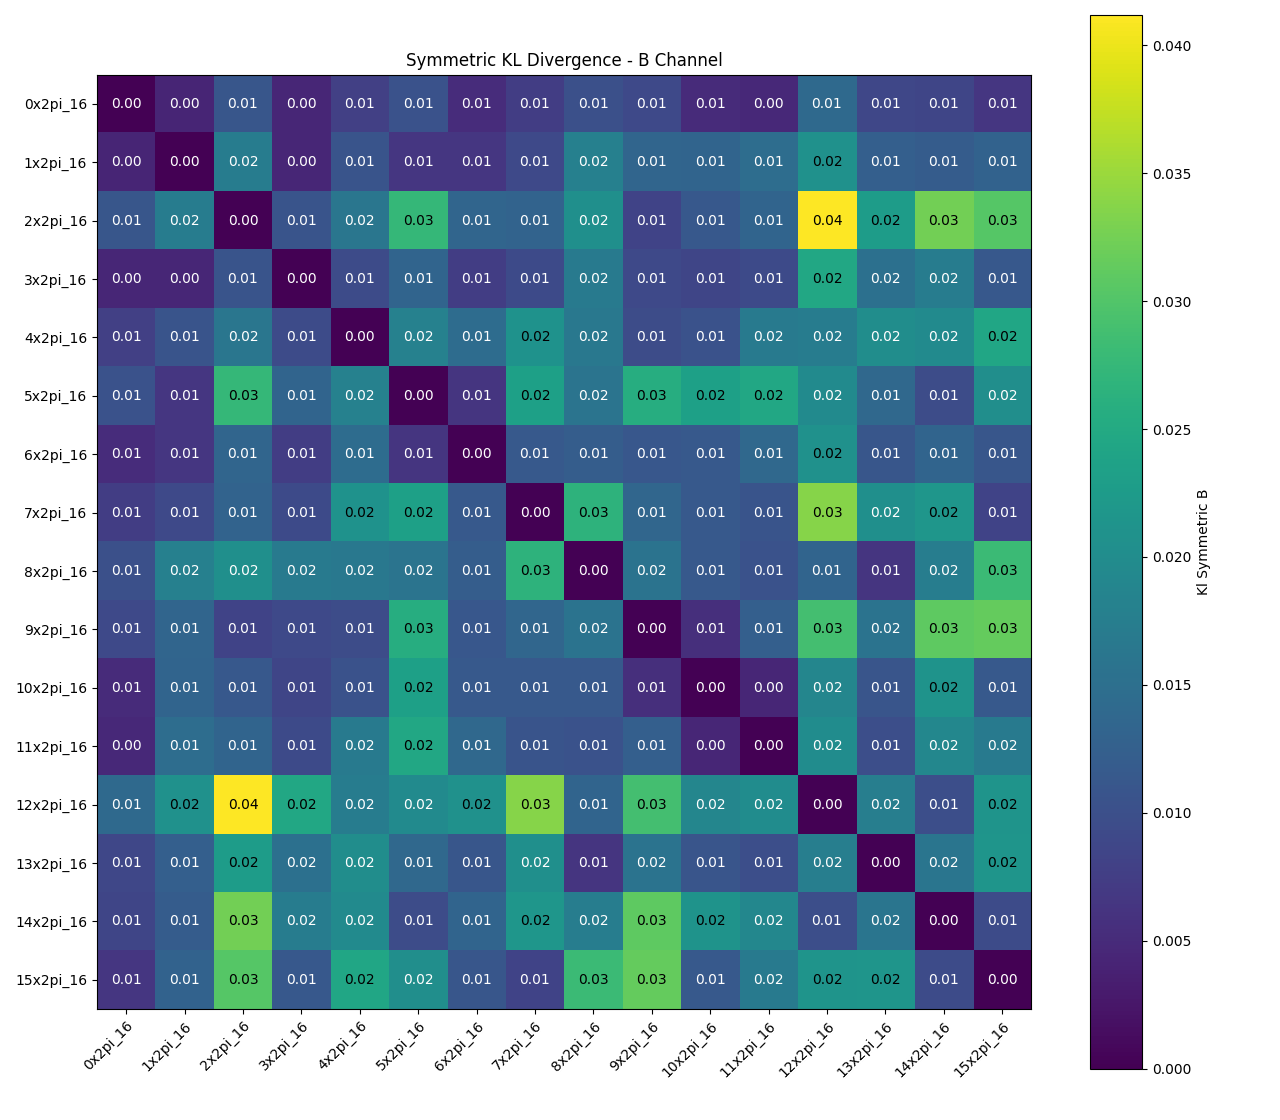 Symmetric KL Divergence - B Channel
0x2pi_16 0.00 0.00 0.01 0.00 0.01 0.01 0.01 0.01 0.01 0.01 0.01 0.00 0.01 0.01 0.01 0.01
1x2pi_16 0.00 0.00 0.02 0.00 0.01 0.01 0.01 0.01 0.02 0.01 0.01 0.01 0.02 0.01 0.01 0.01
2x2pi_16 0.01 0.02 0.00 0.01 0.02 0.03 0.01 0.01 0.02 0.01 0.01 0.01 0.04 0.02 0.03 0.03
3x2pi_16 0.00 0.00 0.01 0.00 0.01 0.01 0.01 0.01 0.02 0.01 0.01 0.01 0.02 0.02 0.02 0.01
4x2pi_16 0.01 0.01 0.02 0.01 0.00 0.02 0.01 0.02 0.02 0.01 0.01 0.02 0.02 0.02 0.02 0.02
5x2pi_16 0.01 0.01 0.03 0.01 0.02 0.00 0.01 0.02 0.02 0.03 0.02 0.02 0.02 0.01 0.01 0.02
6x2pi_16 0.01 0.01 0.01 0.01 0.01 0.01 0.00 0.01 0.01 0.01 0.01 0.01 0.02 0.01 0.01 0.01
7x2pi_16 0.01 0.01 0.01 0.01 0.02 0.02 0.01 0.00 0.03 0.01 0.01 0.01 0.03 0.02 0.02 0.01
8x2pi_16 0.01 0.02 0.02 0.02 0.02 0.02 0.01 0.03 0.00 0.02 0.01 0.01 0.01 0.01 0.02 0.03
9x2pi_16 0.01 0.01 0.01 0.01 0.01 0.03 0.01 0.01 0.02 0.00 0.01 0.01 0.03 0.02 0.03 0.03
10x2pi_16 0.01 0.01 0.01 0.01 0.01 0.02 0.01 0.01 0.01 0.01 0.00 0.00 0.02 0.01 0.02 0.01
11x2pi_16 0.00 0.01 0.01 0.01 0.02 0.02 0.01 0.01 0.01 0.01 0.00 0.00 0.02 0.01 0.02 0.02
12x2pi_16 0.01 0.02 0.04 0.02 0.02 0.02 0.02 0.03 0.01 0.03 0.02 0.02 0.00 0.02 0.01 0.02
13x2pi_16 0.01 0.01 0.02 0.02 0.02 0.01 0.01 0.02 0.01 0.02 0.01 0.01 0.02 0.00 0.02 0.02
14x2pi_16 0.01 0.01 0.03 0.02 0.02 0.01 0.01 0.02 0.02 0.03 0.02 0.02 0.01 0.02 0.00 0.01
15x2pi_16 0.01 0.01 0.03 0.01 0.02 0.02 0.01 0.01 0.03 0.03 0.01 0.02 0.02 0.02 0.01 0.00
0x2pi_16 1x2pi_16 2x2pi_16 3x2pi_16 4x2pi_16 5x2pi_16 6x2pi_16 7x2pi_16 8x2pi_16 9x2pi_16 10x2pi_16 11x2pi_16 12x2pi_16 13x2pi_16 14x2pi_16 15x2pi_16
0.040
0.035
0.030
0.025
0.020
0.015
0.010
0.005
0.000
Kl Symmetric B